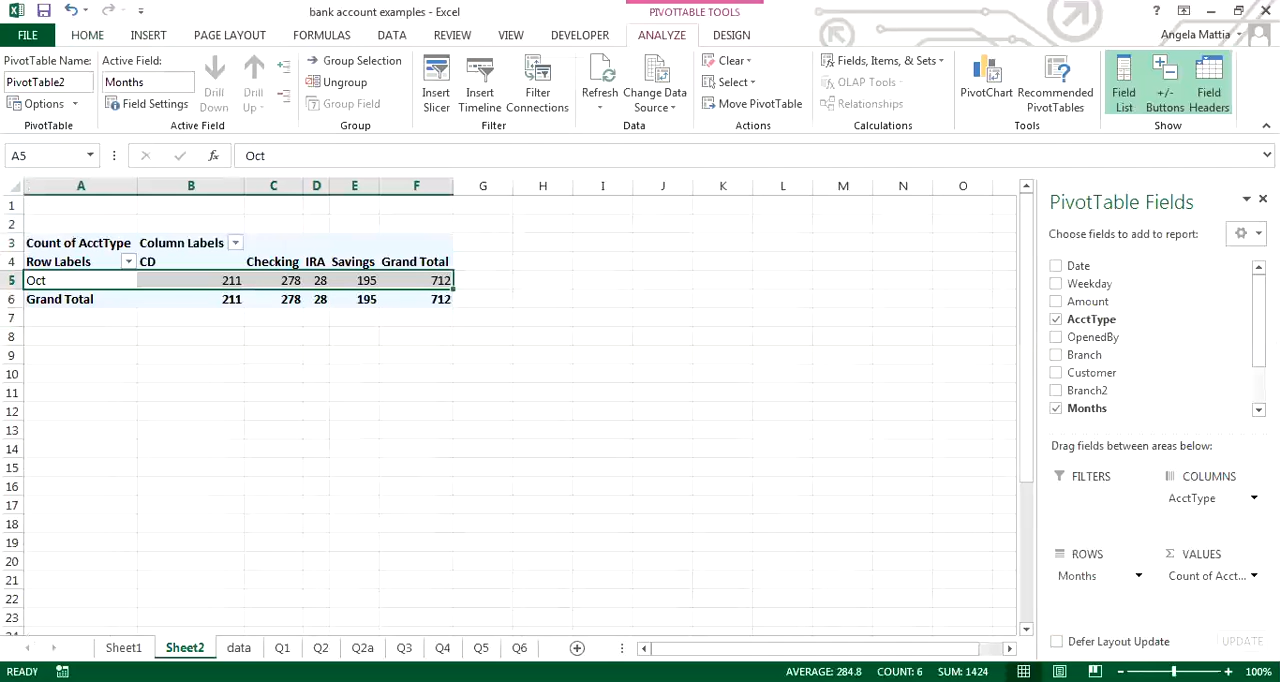 bank account examples - Excel
PIVOTTABLE TOOLS
?
FILE HOME INSERT PAGE LAYOUT FORMULAS DATA REVIEW VIEW DEVELOPER ANALYZE DESIGN
Angela Mattia
PivotTable Name:
PivotTable2
Options
PivotTable
Active Field:
Months
Field Settings
Drill Down
Drill Up
Active Field
Group Selection
Ungroup
Group Field
Group
Insert Slicer
Insert Timeline
Filter Connections
Filter
Refresh
Change Data Source
Data
Clear
Select
Move PivotTable
Actions
Fields, Items, & Sets
OLAP Tools
Relationships
Calculations
PivotChart
Recommended PivotTables
Tools
Field List
+/- Buttons
Field Headers
Show
A5 fx Oct
A B C D E F G H I J K L M N O
1
2
3 Count of AcctType Column Labels
4 Row Labels CD Checking IRA Savings Grand Total
5 Oct 211 278 28 195 712
6 Grand Total 211 278 28 195 712
7
8
9
10
11
12
13
14
15
16
17
18
19
20
21
22
23
PivotTable Fields
Choose fields to add to report:
Date
Weekday
Amount
AcctType
OpenedBy
Branch
Customer
Branch2
Months
Drag fields between areas below:
FILTERS COLUMNS
AcctType
ROWS Σ VALUES
Months Count of Acct...
Defer Layout Update UPDATE
Sheet1 Sheet2 data Q1 Q2 Q2a Q3 Q4 Q5 Q6
READY AVERAGE: 284.8 COUNT: 6 SUM: 1424 100%